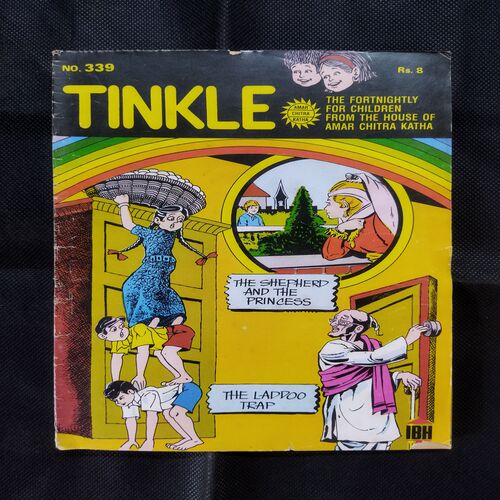 NO. 339
Rs. 8
TINKLE
AMAR
CHITRA
KATHA
THE FORTNIGHTLY
FOR CHILDREN
FROM THE HOUSE OF
AMAR CHITRA KATHA
THE SHEPHERD
AND THE
PRINCESS
THE LADDOO
TRAP
IBH